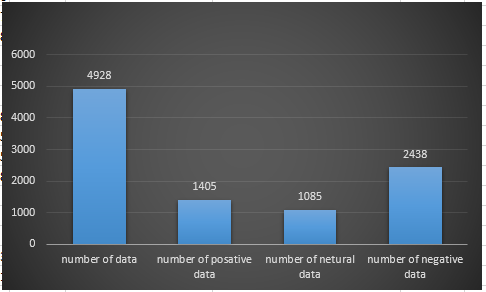 6000
5000
4000
3000
2000
1000
0
4928
1405
1085
2438
number of data
number of posative
data
number of netural
data
number of negative
data